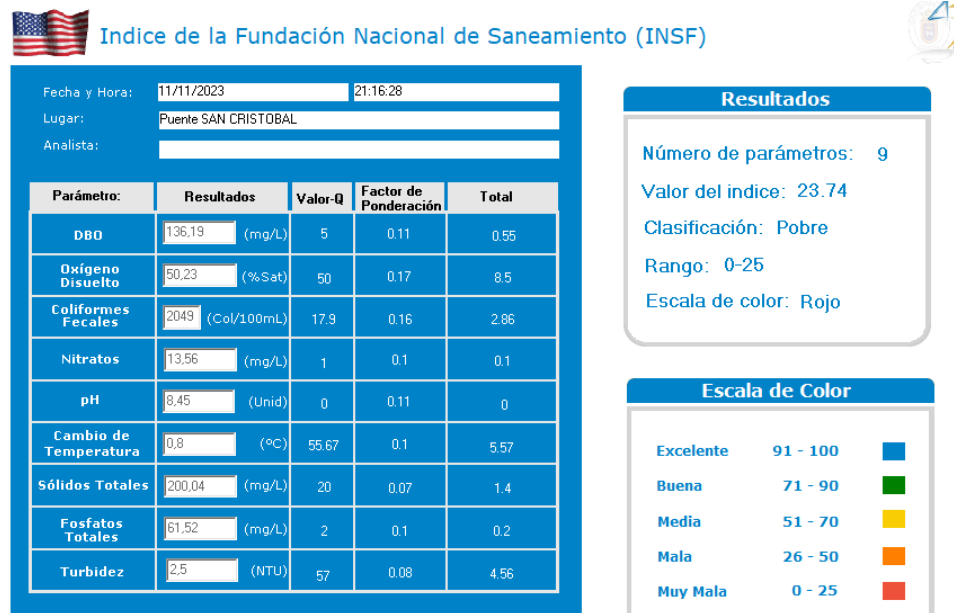 Indice de la Fundación Nacional de Saneamiento (INSF)
Fecha y Hora: 11/11/2023 21:16:28
Lugar: Puente SAN CRISTOBAL
Analista:
Parámetro: Resultados Valor-Q Factor de Ponderación Total
DBO 136,19 (mg/L) 5 0.11 0.55
Oxígeno Disuelto 50,23 (%Sat) 50 0.17 8.5
Coliformes Fecales 2049 (Col/100mL) 17.9 0.16 2.86
Nitratos 13,56 (mg/L) 1 0.1 0.1
pH 8,45 (Unid) 0 0.11 0
Cambio de Temperatura 0,8 (ºC) 55.67 0.1 5.57
Sólidos Totales 200,04 (mg/L) 20 0.07 1.4
Fosfatos Totales 61,52 (mg/L) 2 0.1 0.2
Turbidez 2,5 (NTU) 57 0.08 4.56
Resultados
Número de parámetros: 9
Valor del indice: 23.74
Clasificación: Pobre
Rango: 0-25
Escala de color: Rojo
Escala de Color
Excelente 91 - 100
Buena 71 - 90
Media 51 - 70
Mala 26 - 50
Muy Mala 0 - 25